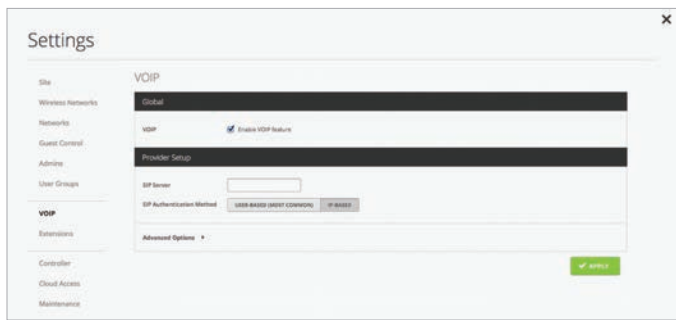 Settings
Site
Wireless Networks
Networks
Guest Control
Admins
User Groups
VOIP
Extensions
Controller
Cloud Access
Maintenance
VOIP
Global
VOIP
Enable VOIP feature
Provider Setup
SIP Server
SIP Authentication Method
USER-BASED (MOST COMMON)
IP-BASED
Advanced Options
APPLY